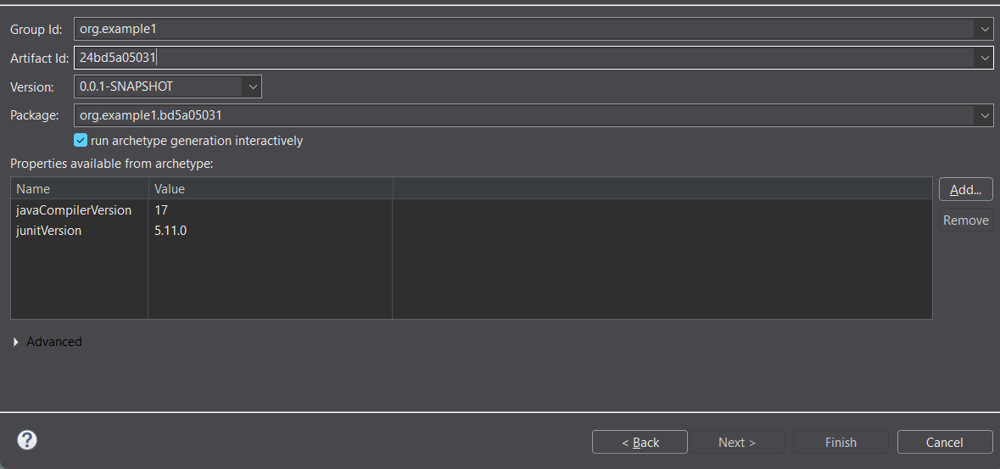 Group Id: org.example1
Artifact Id: 24bd5a05031
Version: 0.0.1-SNAPSHOT
Package: org.example1.bd5a05031
run archetype generation interactively
Properties available from archetype:
Name Value
javaCompilerVersion 17
junitVersion 5.11.0
Add...
Remove
Advanced
? < Back Next > Finish Cancel